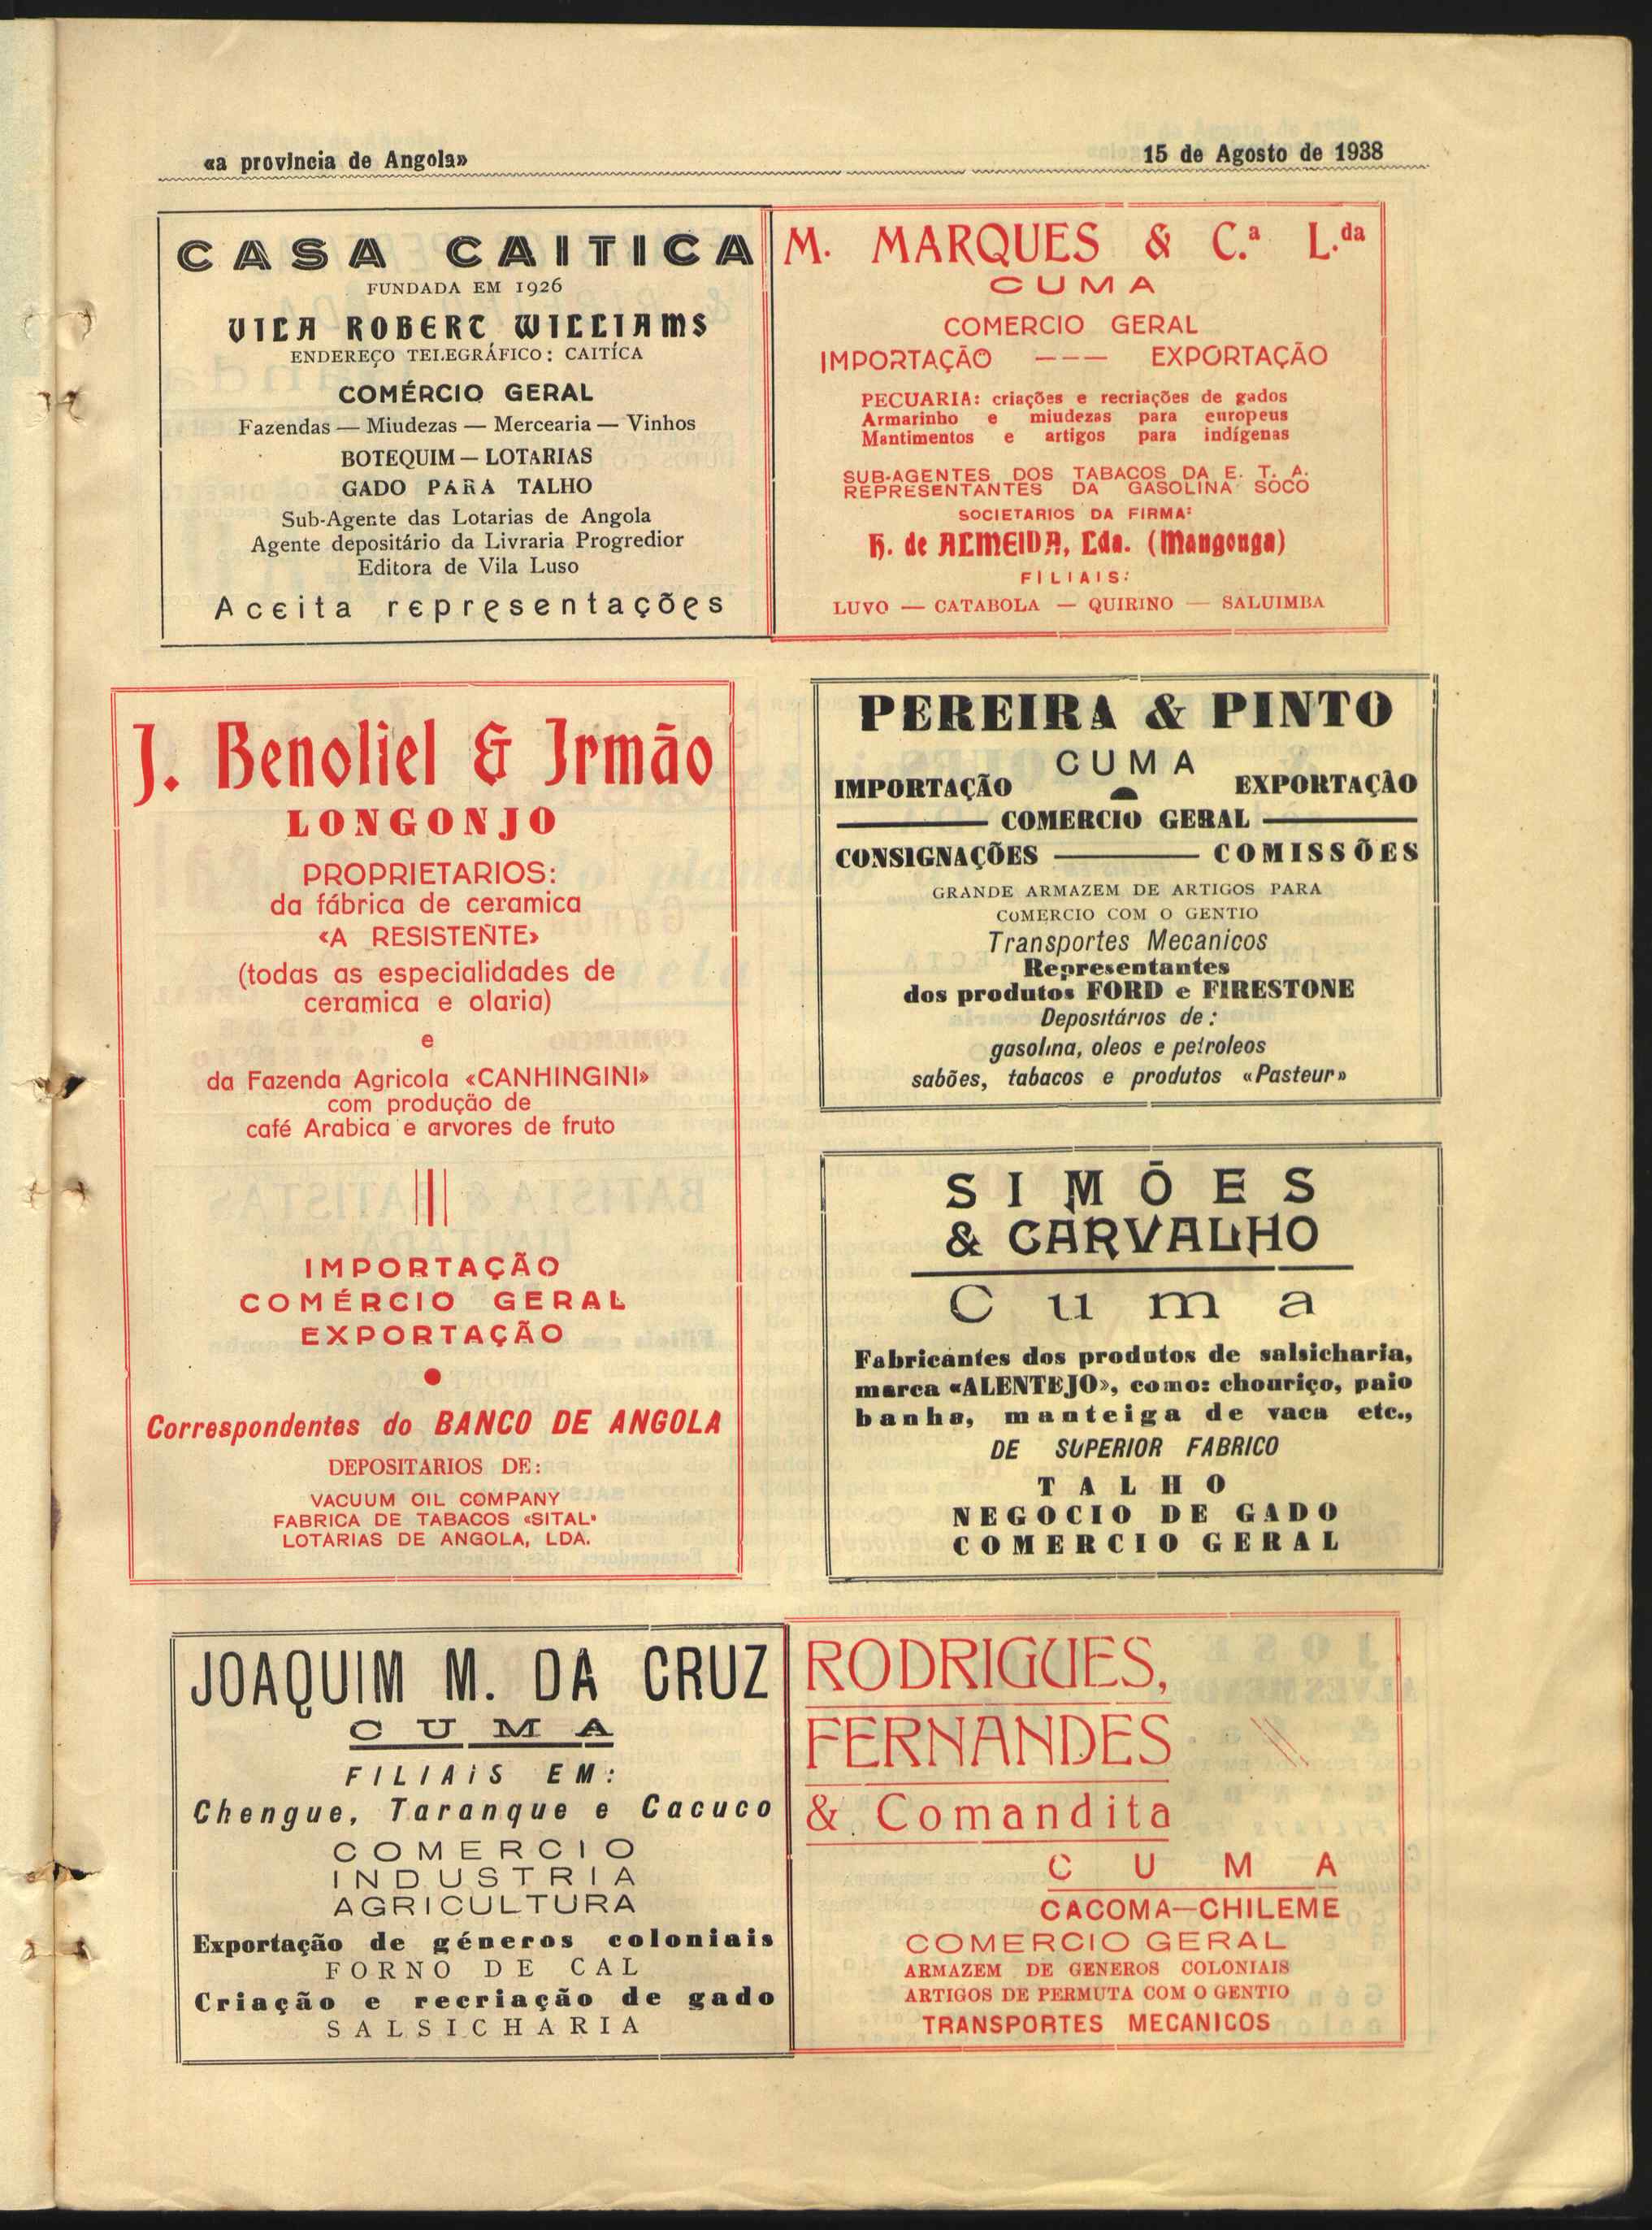 «a provincia de Angola»
15 de Agosto de 1938
CASA CAITICA
FUNDADA EM 1926
VILA ROBERT WILLIAMS
ENDEREÇO TELEGRÁFICO: CAITÍCA
COMÉRCIO GERAL
Fazendas — Miudezas — Mercearia — Vinhos
BOTEQUIM — LOTARIAS
GADO PARA TALHO
Sub-Agente das Lotarias de Angola
Agente depositário da Livraria Progredior
Editora de Vila Luso
Aceita representações
M. MARQUES & C.ª L.da
CUMA
COMERCIO GERAL
IMPORTAÇÃO --- EXPORTAÇÃO
PECUARIA: criações e recriações de gados
Armarinho e miudezas para europeus
Mantimentos e artigos para indígenas
SUB-AGENTES DOS TABACOS DA E. T. A.
REPRESENTANTES DA GASOLINA SOCO
SOCIETARIOS DA FIRMA:
H. de ALMEIDA, Lda. (Mangonga)
FILIAIS:
LUVO — CATABOLA — QUIRINO — SALUIMBA
J. Benoliel & Irmão
LONGONJO
PROPRIETARIOS:
da fábrica de ceramica
«A RESISTENTE»
(todas as especialidades de
ceramica e olaria)
e
da Fazenda Agricola «CANHINGINI»
com produção de
café Arabica e arvores de fruto
IMPORTAÇÃO
COMÉRCIO GERAL
EXPORTAÇÃO
Correspondentes do BANCO DE ANGOLA
DEPOSITARIOS DE:
VACUUM OIL COMPANY
FABRICA DE TABACOS «SITAL»
LOTARIAS DE ANGOLA, LDA.
PEREIRA & PINTO
CUMA
IMPORTAÇÃO EXPORTAÇÃO
COMERCIO GERAL
CONSIGNAÇÕES — COMISSÕES
GRANDE ARMAZEM DE ARTIGOS PARA
COMERCIO COM O GENTIO
Transportes Mecanicos
Representantes
dos produtos FORD e FIRESTONE
Depositários de:
gasolina, oleos e petroleos
sabões, tabacos e produtos «Pasteur»
SIMÕES
& CARVALHO
Cuma
Fabricantes dos produtos de salsicharia,
marca «ALENTEJO», como: chouriço, paio
banha, manteiga de vaca etc.,
DE SUPERIOR FABRICO
TALHO
NEGOCIO DE GADO
COMERCIO GERAL
JOAQUIM M. DA CRUZ
CUMA
FILIAIS EM:
Chengue, Taranque e Cacuco
COMERCIO
INDUSTRIA
AGRICULTURA
Exportação de géneros coloniais
FORNO DE CAL
Criação e recriação de gado
SALSICHARIA
RODRIGUES,
FERNANDES
& Comandita
CUMA
CACOMA—CHILEME
COMERCIO GERAL
ARMAZEM DE GENEROS COLONIAIS
ARTIGOS DE PERMUTA COM O GENTIO
TRANSPORTES MECANICOS